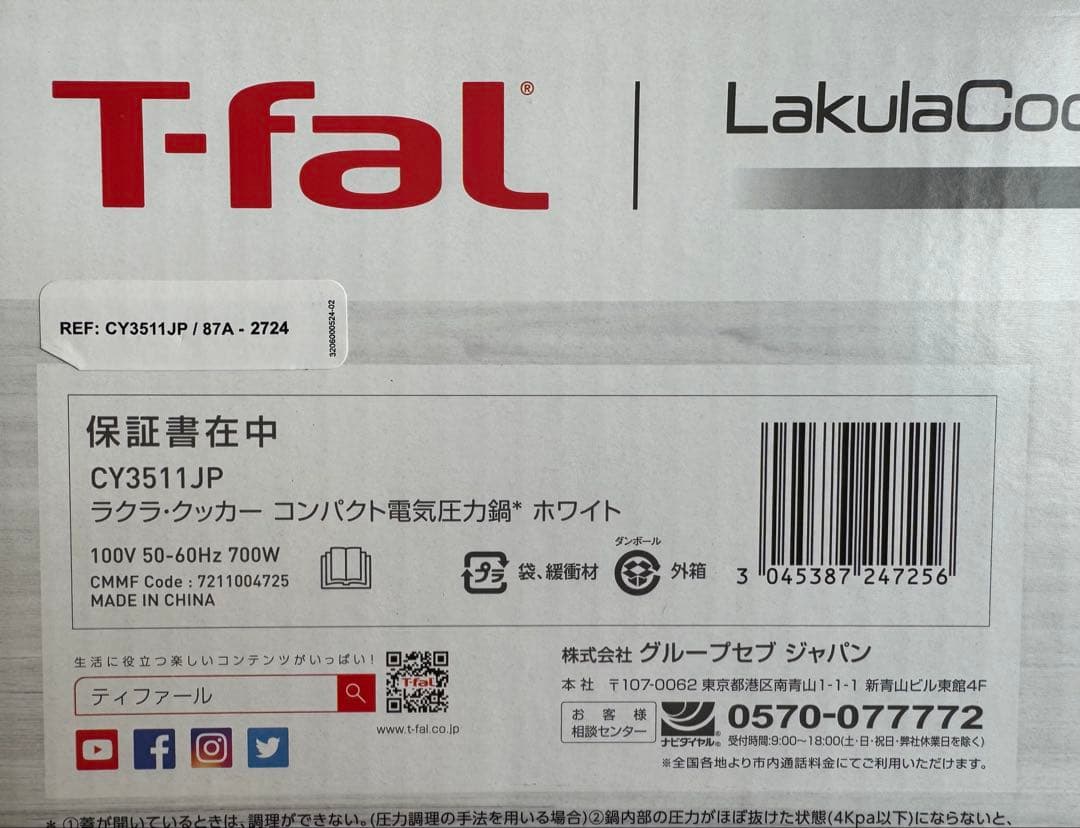 T-fal®
LakulaCoo
REF: CY3511JP / 87A - 2724
3206000524-02
保証書在中
CY3511JP
ラクラ・クッカー コンパクト電気圧力鍋* ホワイト
100V 50-60Hz 700W
CMMF Code : 7211004725
MADE IN CHINA
プラ
袋、緩衝材
ダンボール
外箱
3 045387 247256
生活に役立つ楽しいコンテンツがいっぱい!
ティファール
T-fal
www.t-fal.co.jp
株式会社 グループセブ ジャパン
本社 〒107-0062 東京都港区南青山1-1-1 新青山ビル東館4F
お客様
相談センター
ナビダイヤル®
0570-077772
受付時間:9:00~18:00(土・日・祝日・弊社休業日を除く)
※全国各地より市内通話料金にてご利用いただけます。
* ①蓋が開いているときは、調理ができない。(圧力調理の手法を用いる場合)②鍋内部の圧力がほぼ抜けた状態(4Kpa以下)にならないと、